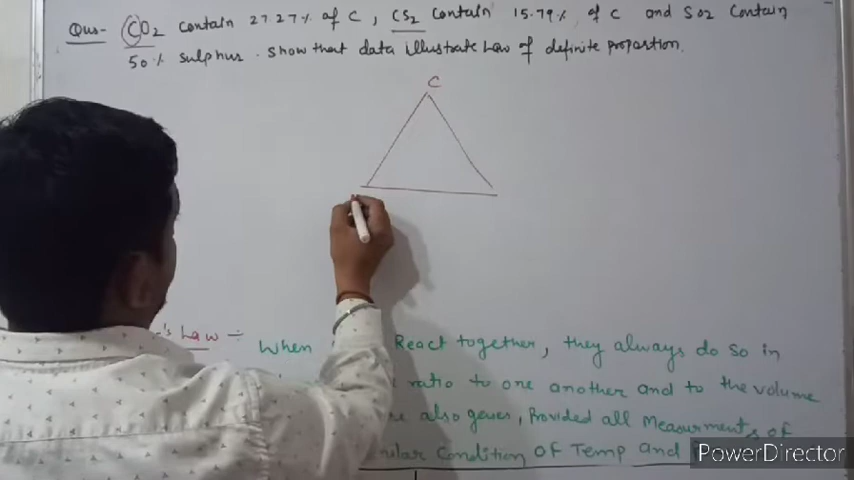 Qus- CO2 contain 27.27% of C, CS2 contain 15.79% of C and SO2 contain
50% sulphur. show that data illustrate Law of definite proportion.
C
's Law ÷
When React together, they always do so in
ratio to one another and to the volume
also gases, Provided all Measurments of
Condition of Temp and
PowerDirector